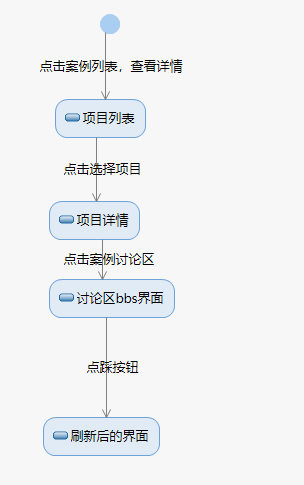 点击案例列表，查看详情
项目列表
点击选择项目
项目详情
点击案例讨论区
讨论区bbs界面
点踩按钮
刷新后的界面